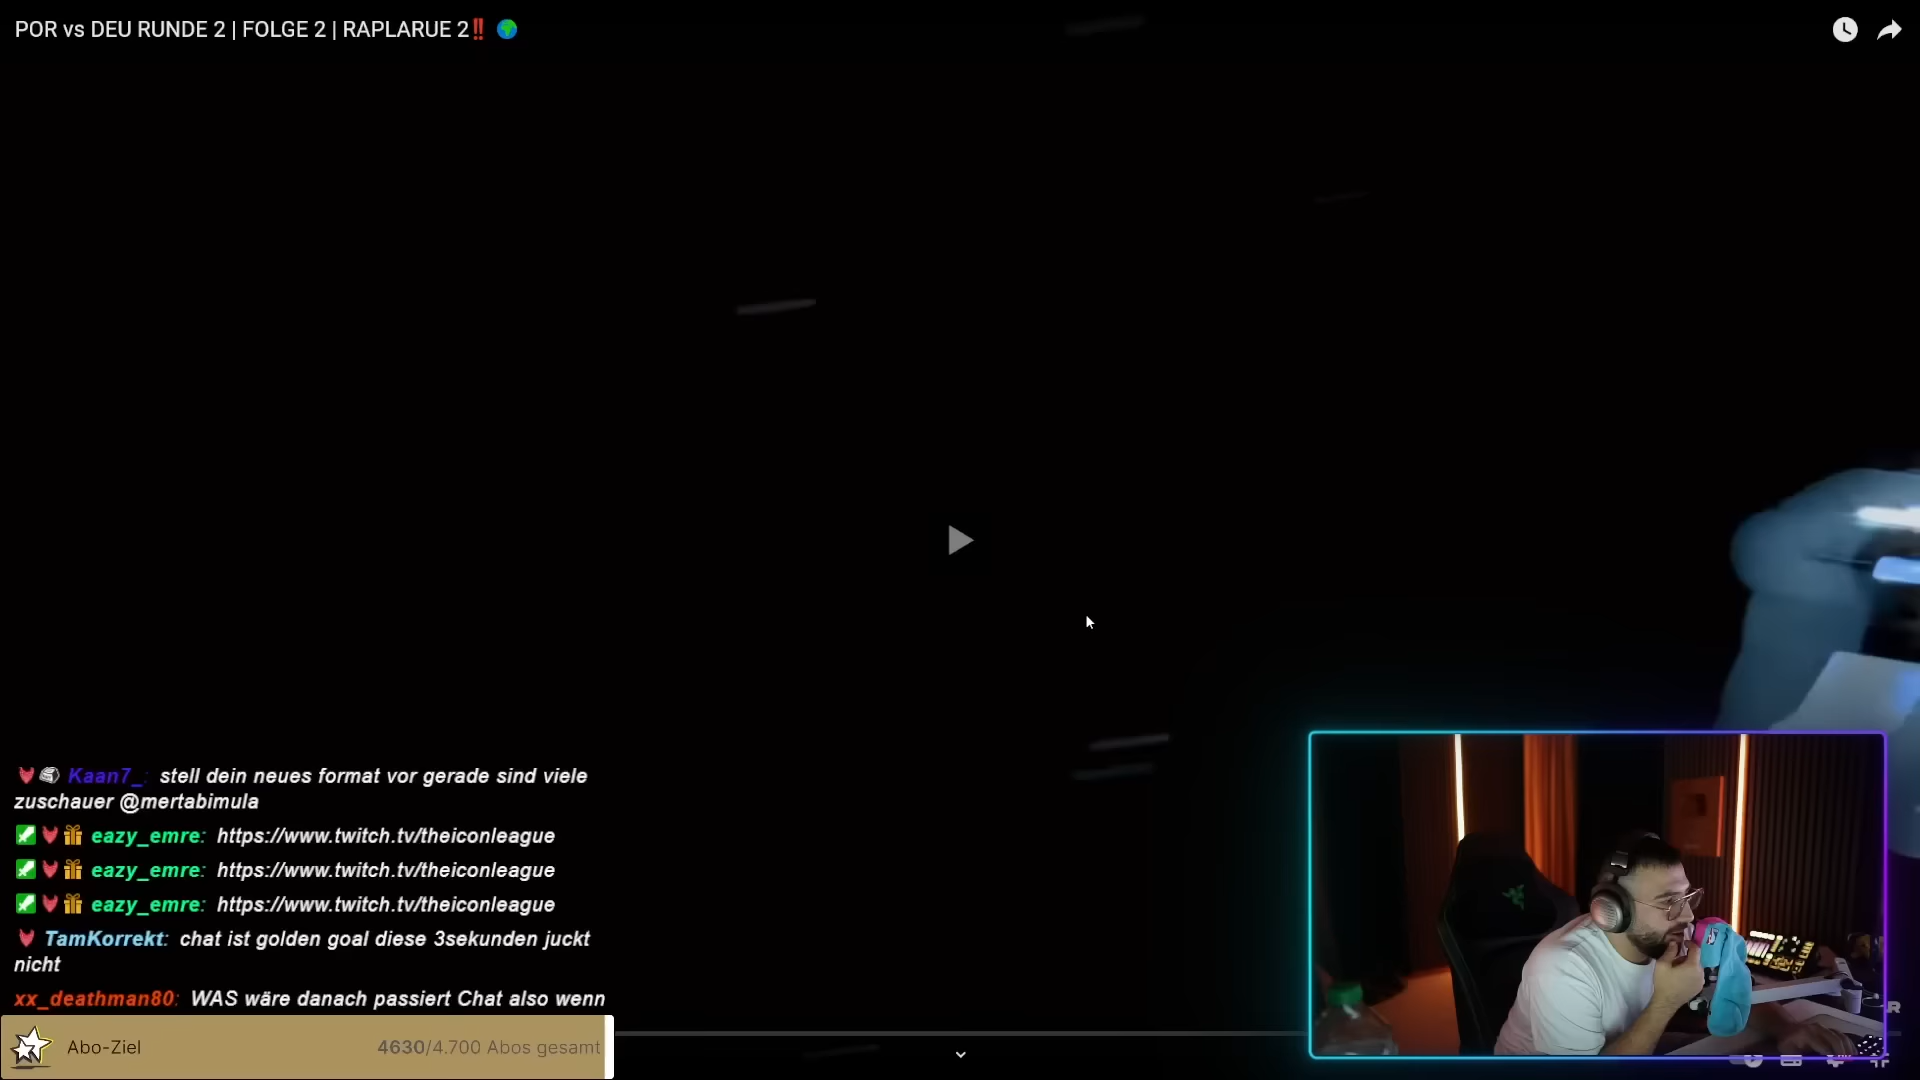 POR vs DEU RUNDE 2 | FOLGE 2 | RAPLARUE 2‼️ 🌍
Kaan7_: stell dein neues format vor gerade sind viele
zuschauer @mertabimula
eazy_emre: https://www.twitch.tv/theiconleague
eazy_emre: https://www.twitch.tv/theiconleague
eazy_emre: https://www.twitch.tv/theiconleague
TamKorrekt: chat ist golden goal diese 3sekunden juckt
nicht
xx_deathman80: WAS wäre danach passiert Chat also wenn
Abo-Ziel 4630/4.700 Abos gesamt
R